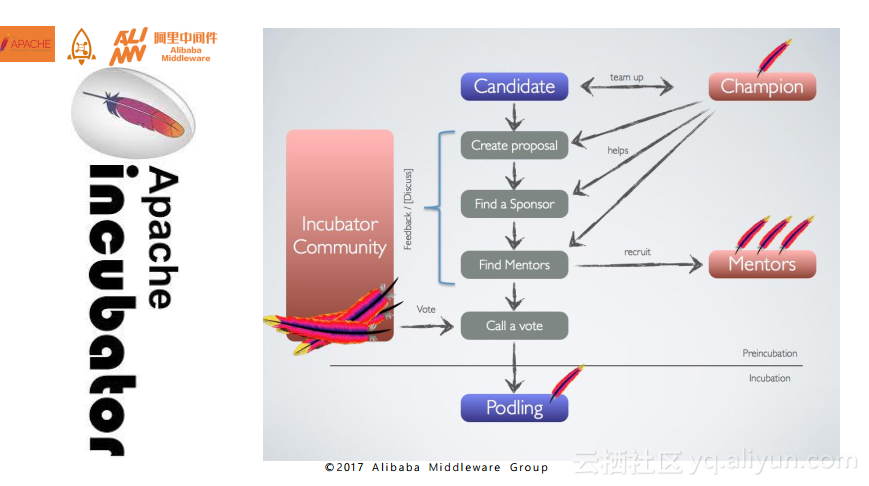 APACHE
阿里中间件
Alibaba
Middleware
Apache
incubator
Candidate
team up
Champion
Create proposal
helps
Find a Sponsor
Feedback / [Discuss]
Incubator
Community
Find Mentors
recruit
Mentors
Vote
Call a vote
Preincubation
Incubation
Podling
©2017 Alibaba Middleware Group
云栖社区 yq.aliyun.com